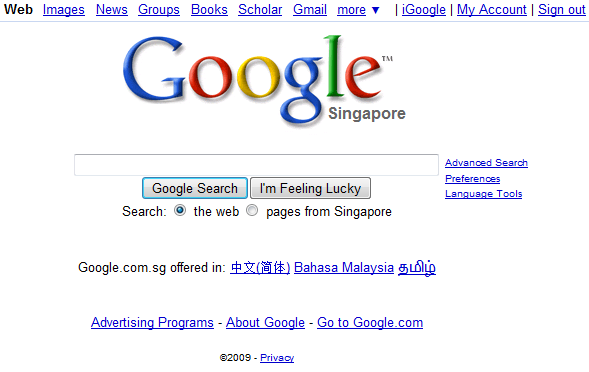 Web Images News Groups Books Scholar Gmail more ▼ | iGoogle | My Account | Sign out
Google™
Singapore
Advanced Search
Google Search I'm Feeling Lucky Preferences
Language Tools
Search: the web pages from Singapore
Google.com.sg offered in: 中文(简体) Bahasa Malaysia தமிழ்
Advertising Programs - About Google - Go to Google.com
©2009 - Privacy